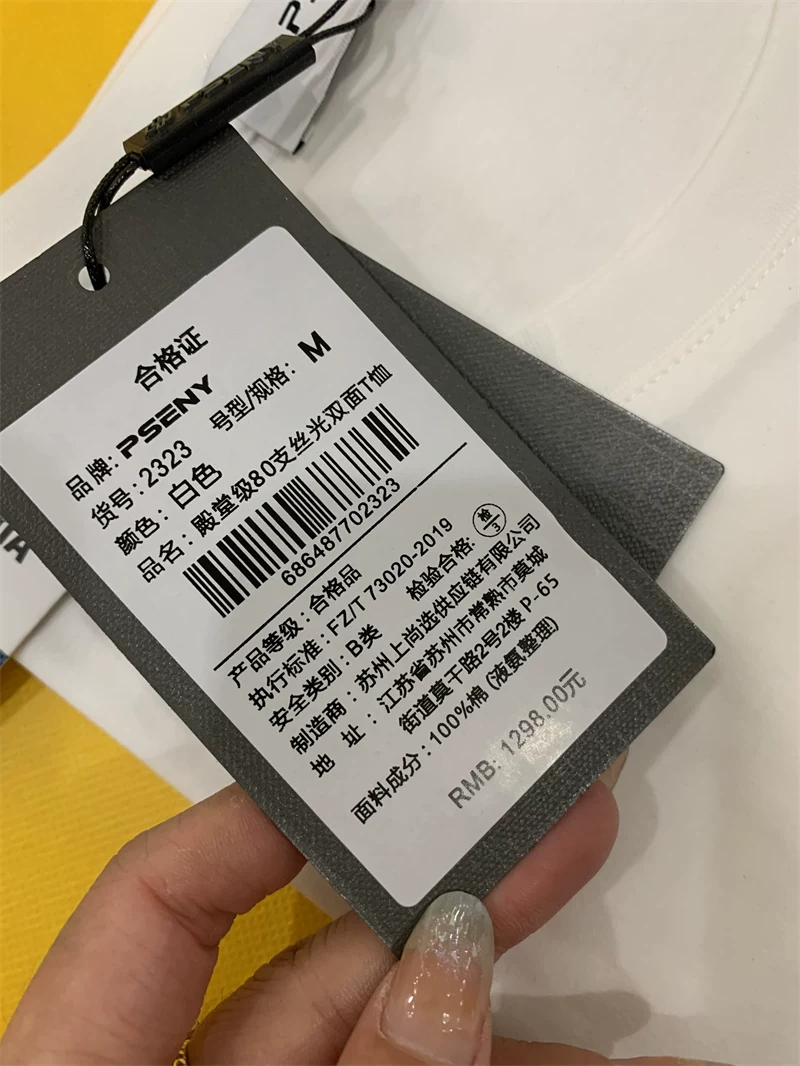 合格证
品牌：PSENY
货号：2323 号型/规格：M
颜色：白色
品名：殿堂级80支丝光双面T恤
686487702323
产品等级：合格品
执行标准：FZ/T 73020-2019
安全类别：B类 检验合格：检3
制造商：苏州上尚选供应链有限公司
地 址：江苏省苏州市常熟市莫城
街道莫干路2号2楼 P-65
面料成分：100%棉 (液氨整理)
RMB: 1298.00元